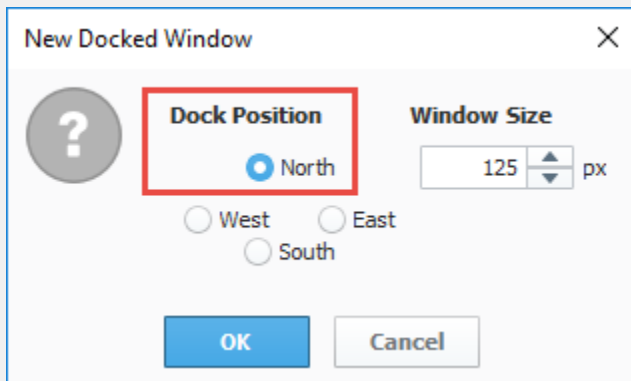 New Docked Window
?
Dock Position
Window Size
North
125 px
West East
South
OK Cancel